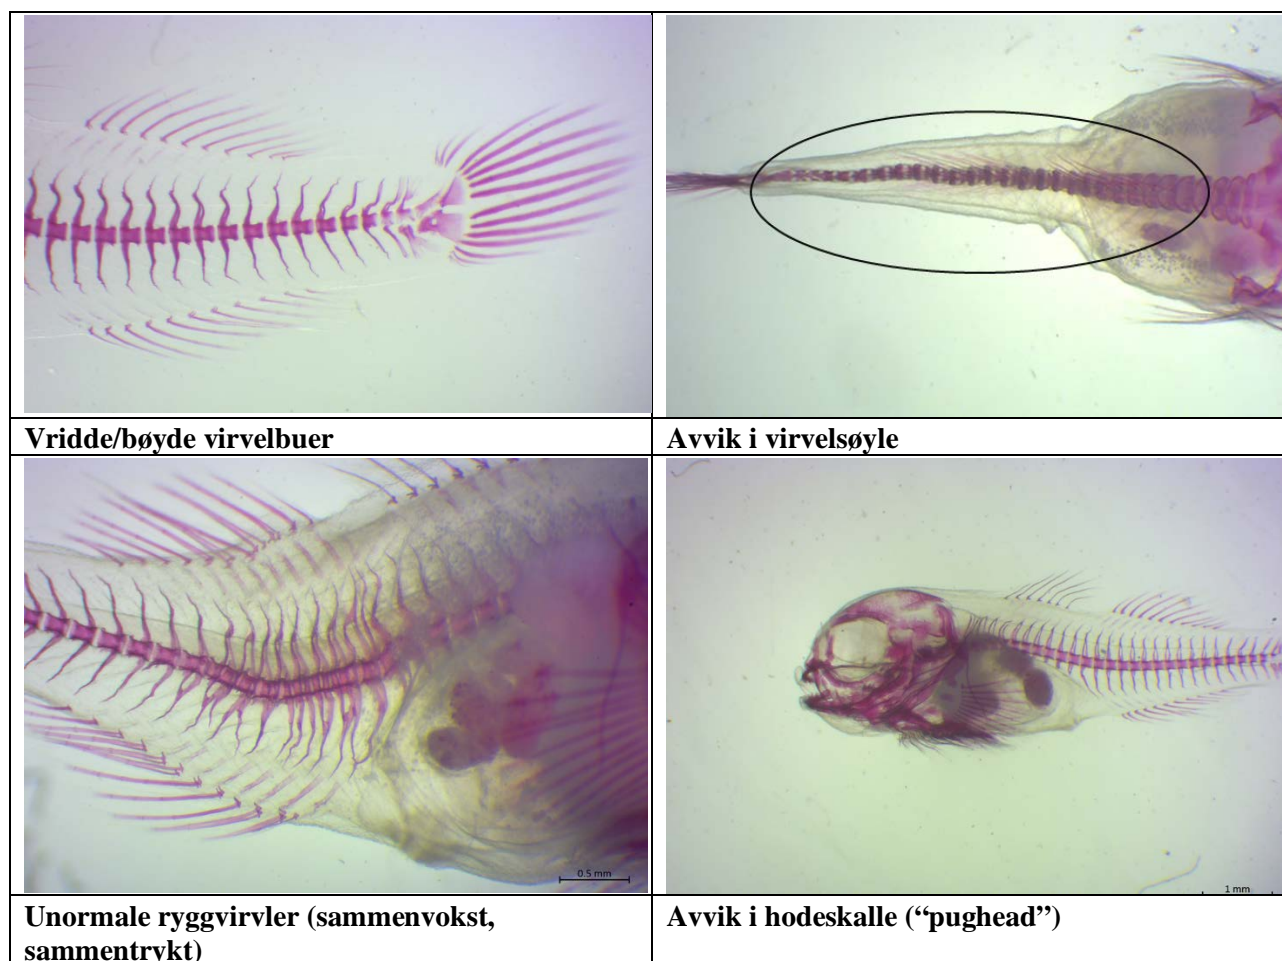 Vridde/bøyde virvelbuer
Avvik i virvelsøyle
0.5 mm
1 mm
Unormale ryggvirvler (sammenvokst,
sammentrykt)
Avvik i hodeskalle (“pughead”)